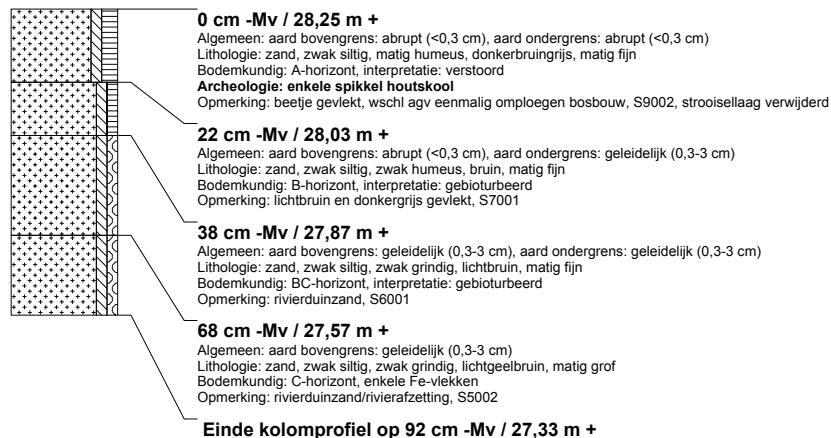 0 cm -Mv / 28,25 m +
Algemeen: aard bovengrens: abrupt (<0,3 cm), aard ondergrens: abrupt (<0,3 cm)
Lithologie: zand, zwak siltig, matig humeus, donkerbruingrijs, matig fijn
Bodemkundig: A-horizont, interpretatie: verstoord
Archeologie: enkele spikkel houtskool
Opmerking: beetje gevlekt, wschl agv eenmalig omploegen bosbouw, S9002, strooisellaag verwijderd
22 cm -Mv / 28,03 m +
Algemeen: aard bovengrens: abrupt (<0,3 cm), aard ondergrens: geleidelijk (0,3-3 cm)
Lithologie: zand, zwak siltig, zwak humeus, bruin, matig fijn
Bodemkundig: B-horizont, interpretatie: gebioturbeerd
Opmerking: lichtbruin en donkergrijs gevlekt, S7001
38 cm -Mv / 27,87 m +
Algemeen: aard bovengrens: geleidelijk (0,3-3 cm), aard ondergrens: geleidelijk (0,3-3 cm)
Lithologie: zand, zwak siltig, zwak grindig, lichtbruin, matig fijn
Bodemkundig: BC-horizont, interpretatie: gebioturbeerd
Opmerking: rivierduinzand, S6001
68 cm -Mv / 27,57 m +
Algemeen: aard bovengrens: geleidelijk (0,3-3 cm)
Lithologie: zand, zwak siltig, zwak grindig, lichtgeelbruin, matig grof
Bodemkundig: C-horizont, enkele Fe-vlekken
Opmerking: rivierduinzand/rivierafzetting, S5002
Einde kolomprofiel op 92 cm -Mv / 27,33 m +